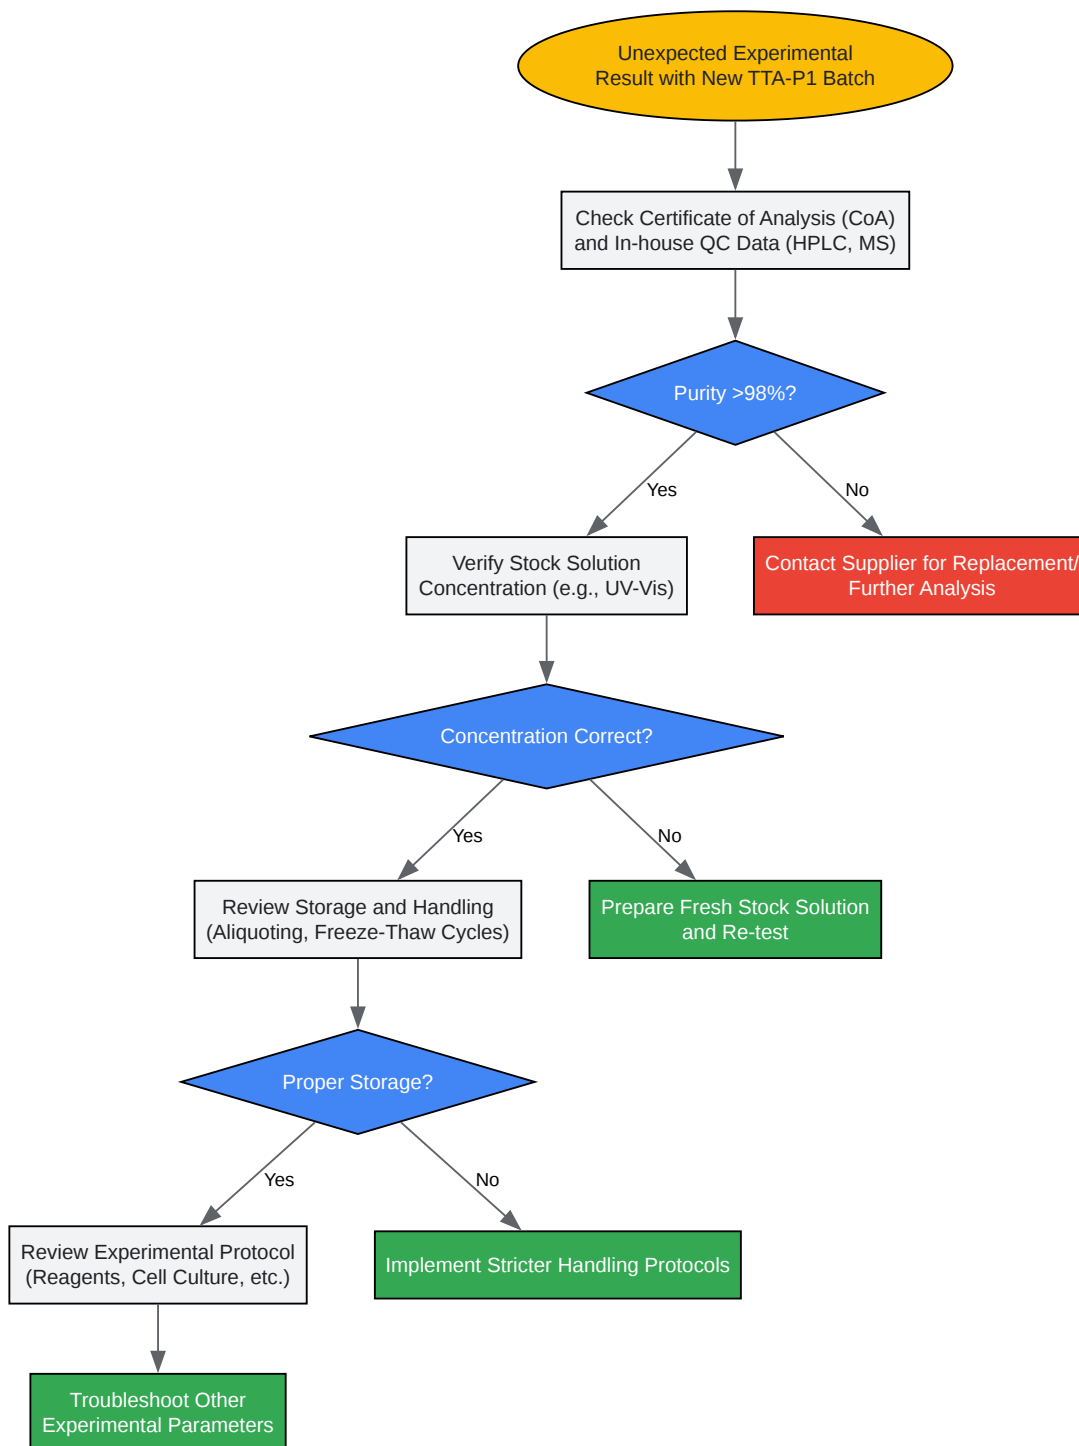 Unexpected Experimental
Result with New TTA-P1 Batch
Check Certificate of Analysis (CoA)
and In-house QC Data (HPLC, MS)
Purity >98%?
Yes
No
Verify Stock Solution
Concentration (e.g., UV-Vis)
Contact Supplier for Replacement/
Further Analysis
Concentration Correct?
Yes
No
Review Storage and Handling
(Aliquoting, Freeze-Thaw Cycles)
Prepare Fresh Stock Solution
and Re-test
Proper Storage?
Yes
No
Review Experimental Protocol
(Reagents, Cell Culture, etc.)
Implement Stricter Handling Protocols
Troubleshoot Other
Experimental Parameters